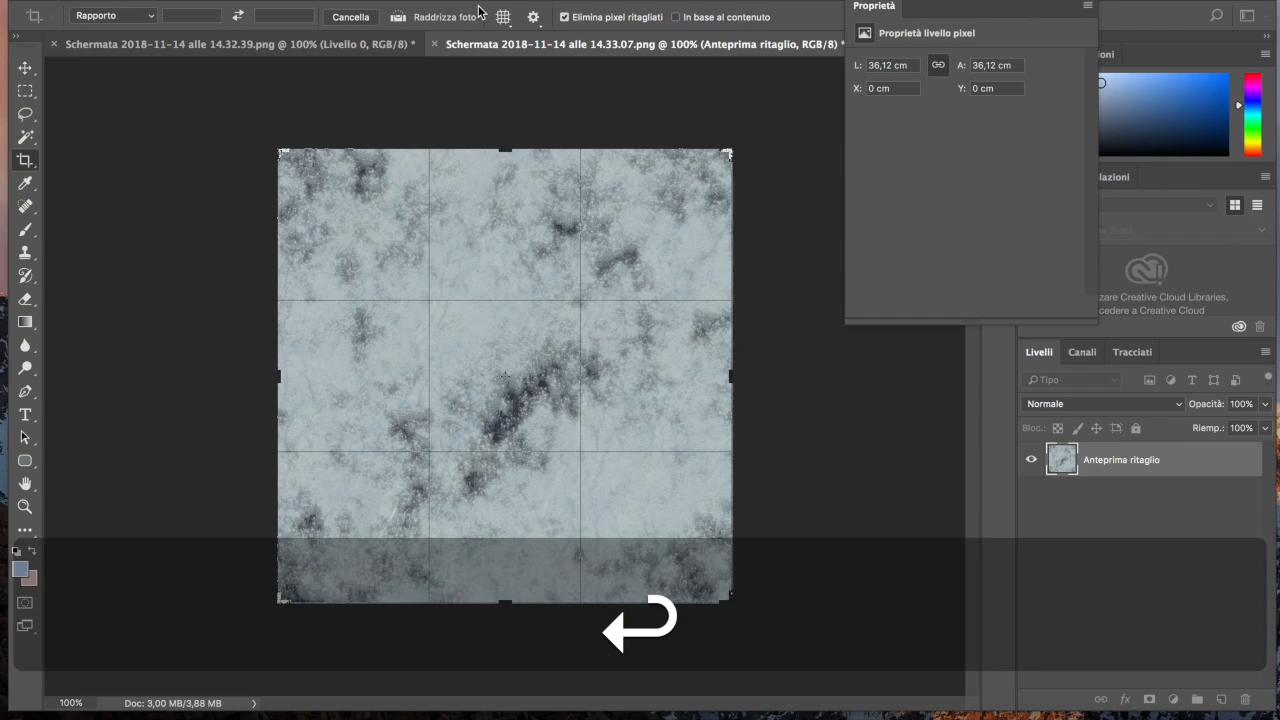 Rapporto
Cancella
Raddrizza foto
Elimina pixel ritagliati
In base al contenuto
Schermata 2018-11-14 alle 14.32.39.png @ 100% (Livello 0, RGB/8) *
Schermata 2018-11-14 alle 14.33.07.png @ 100% (Anteprima ritaglio, RGB/8) *
Proprietà
Proprietà livello pixel
L: 36,12 cm
A: 36,12 cm
X: 0 cm
Y: 0 cm
oni
lazioni
zare Creative Cloud Libraries,
cedere a Creative Cloud
Livelli
Canali
Tracciati
Tipo
Normale
Opacità: 100%
Bloc.:
Riemp.: 100%
Anteprima ritaglio
100%
Doc: 3,00 MB/3,88 MB